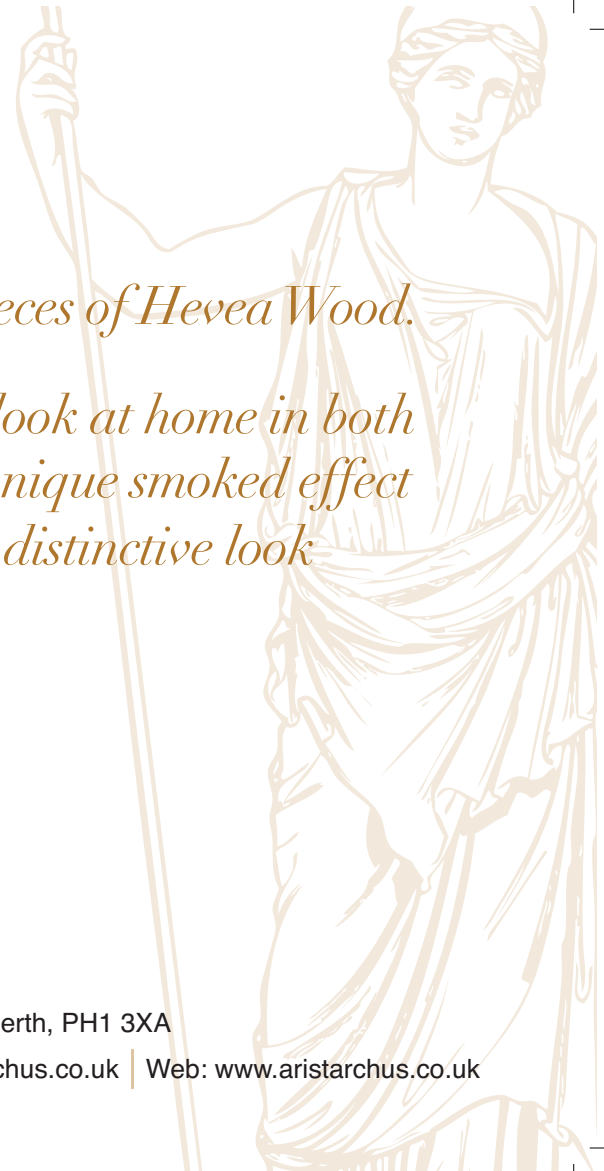 eces of Hevea Wood.
look at home in both
nique smoked effect
distinctive look
erth, PH1 3XA
chus.co.uk | Web: www.aristarchus.co.uk